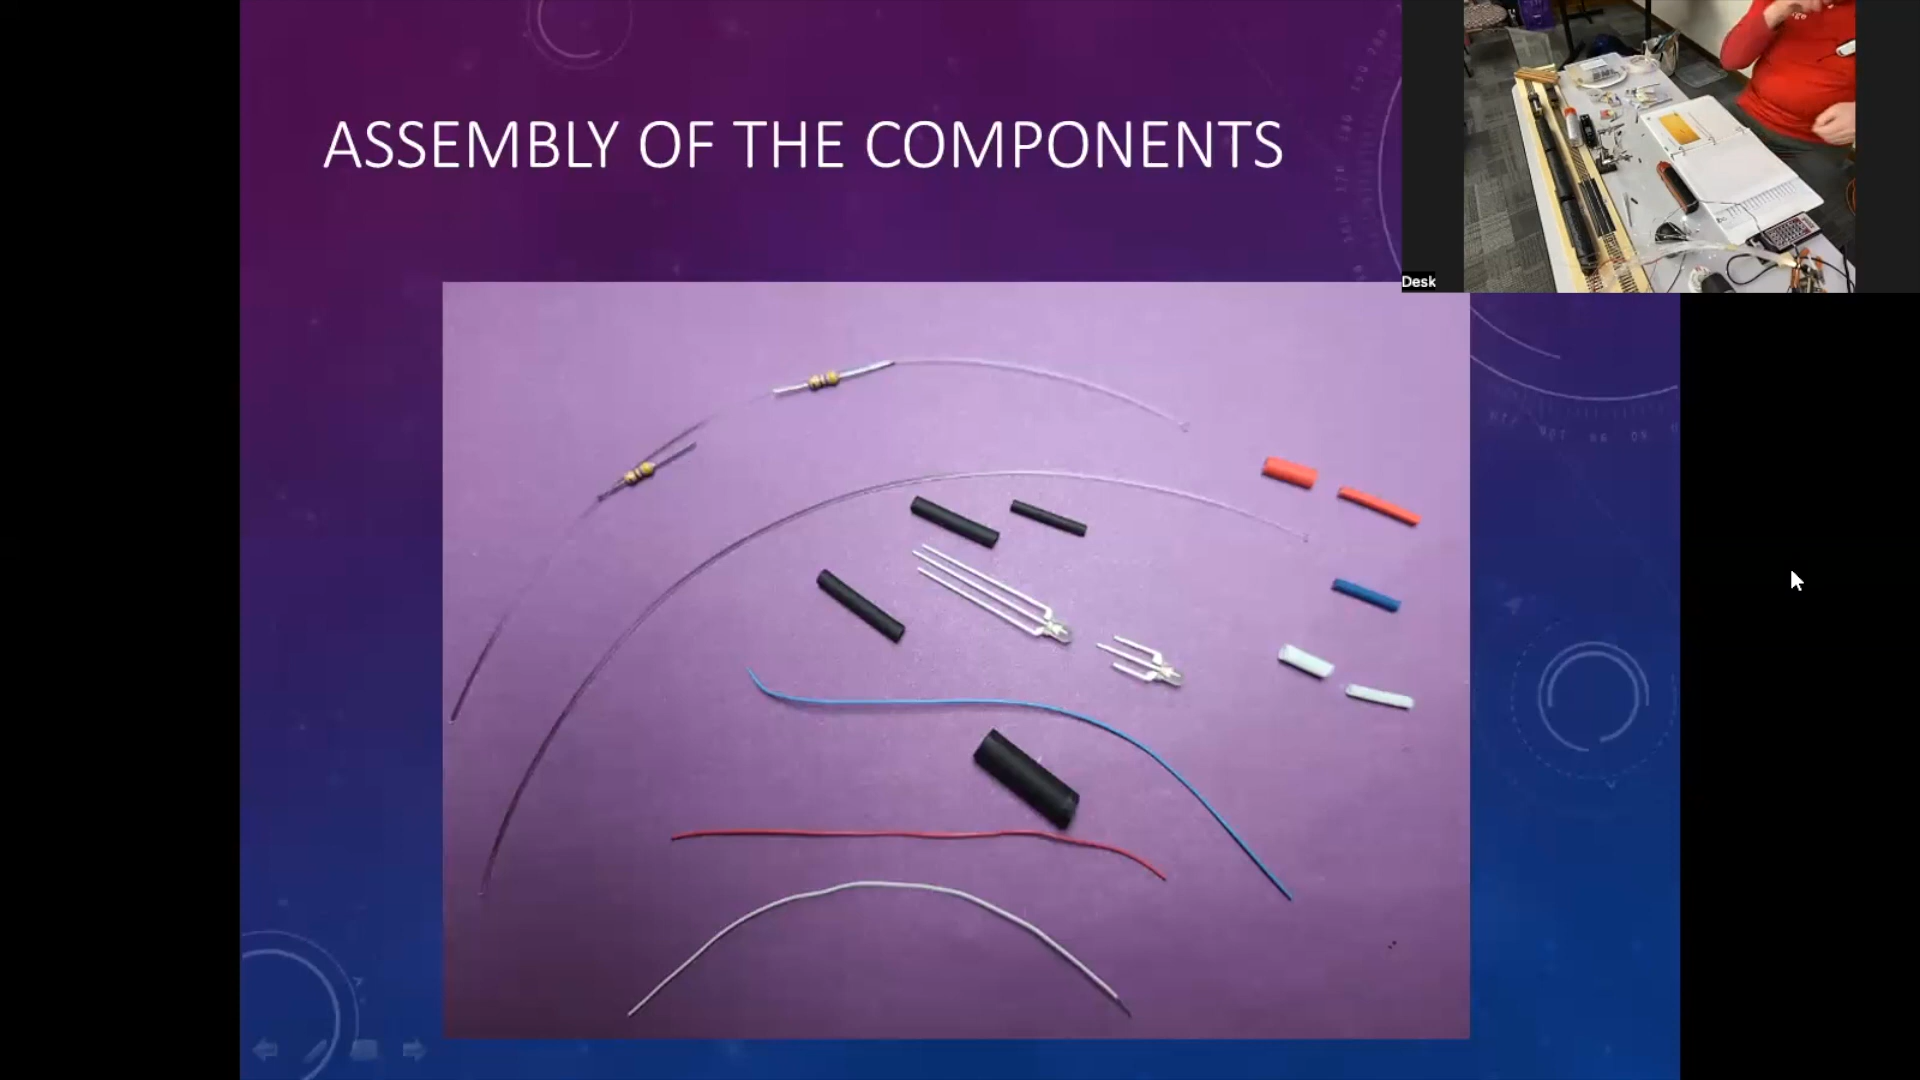 ASSEMBLY OF THE COMPONENTS
Desk